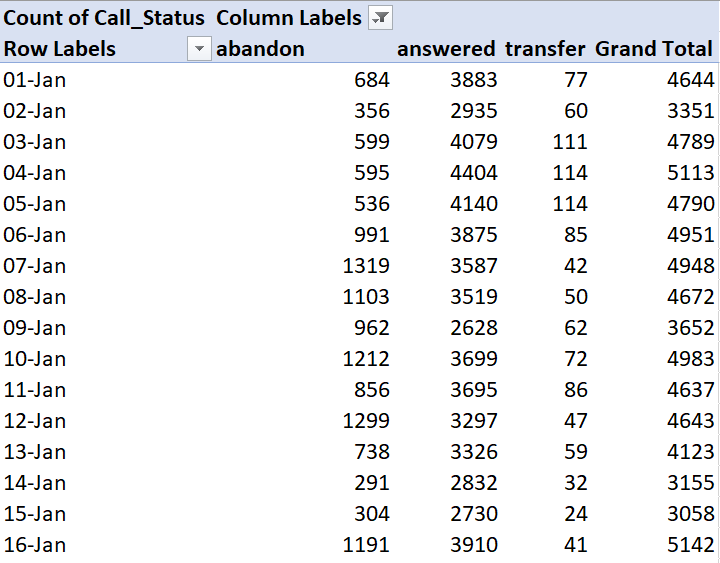 Count of Call_Status Column Labels
Row Labels abandon answered transfer Grand Total
01-Jan 684 3883 77 4644
02-Jan 356 2935 60 3351
03-Jan 599 4079 111 4789
04-Jan 595 4404 114 5113
05-Jan 536 4140 114 4790
06-Jan 991 3875 85 4951
07-Jan 1319 3587 42 4948
08-Jan 1103 3519 50 4672
09-Jan 962 2628 62 3652
10-Jan 1212 3699 72 4983
11-Jan 856 3695 86 4637
12-Jan 1299 3297 47 4643
13-Jan 738 3326 59 4123
14-Jan 291 2832 32 3155
15-Jan 304 2730 24 3058
16-Jan 1191 3910 41 5142